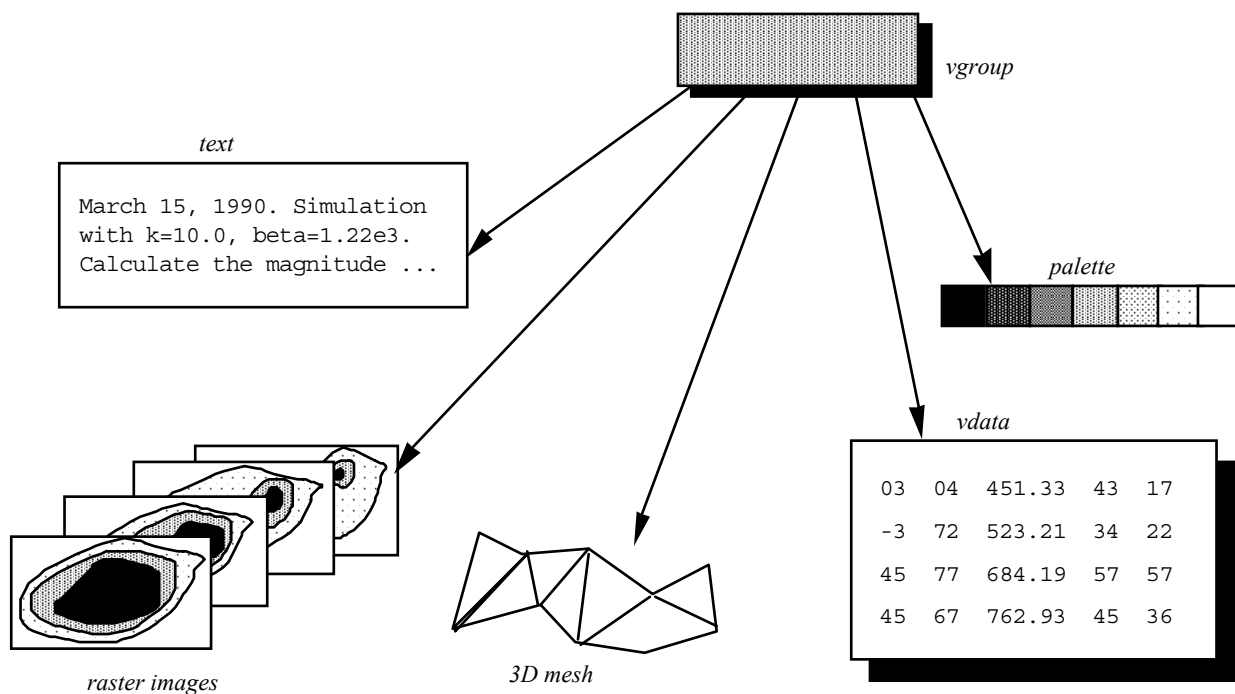 vgroup
text
March 15, 1990. Simulation
with k=10.0, beta=1.22e3.
Calculate the magnitude ...
palette
vdata
03 04 451.33 43 17
-3 72 523.21 34 22
45 77 684.19 57 57
45 67 762.93 45 36
raster images
3D mesh